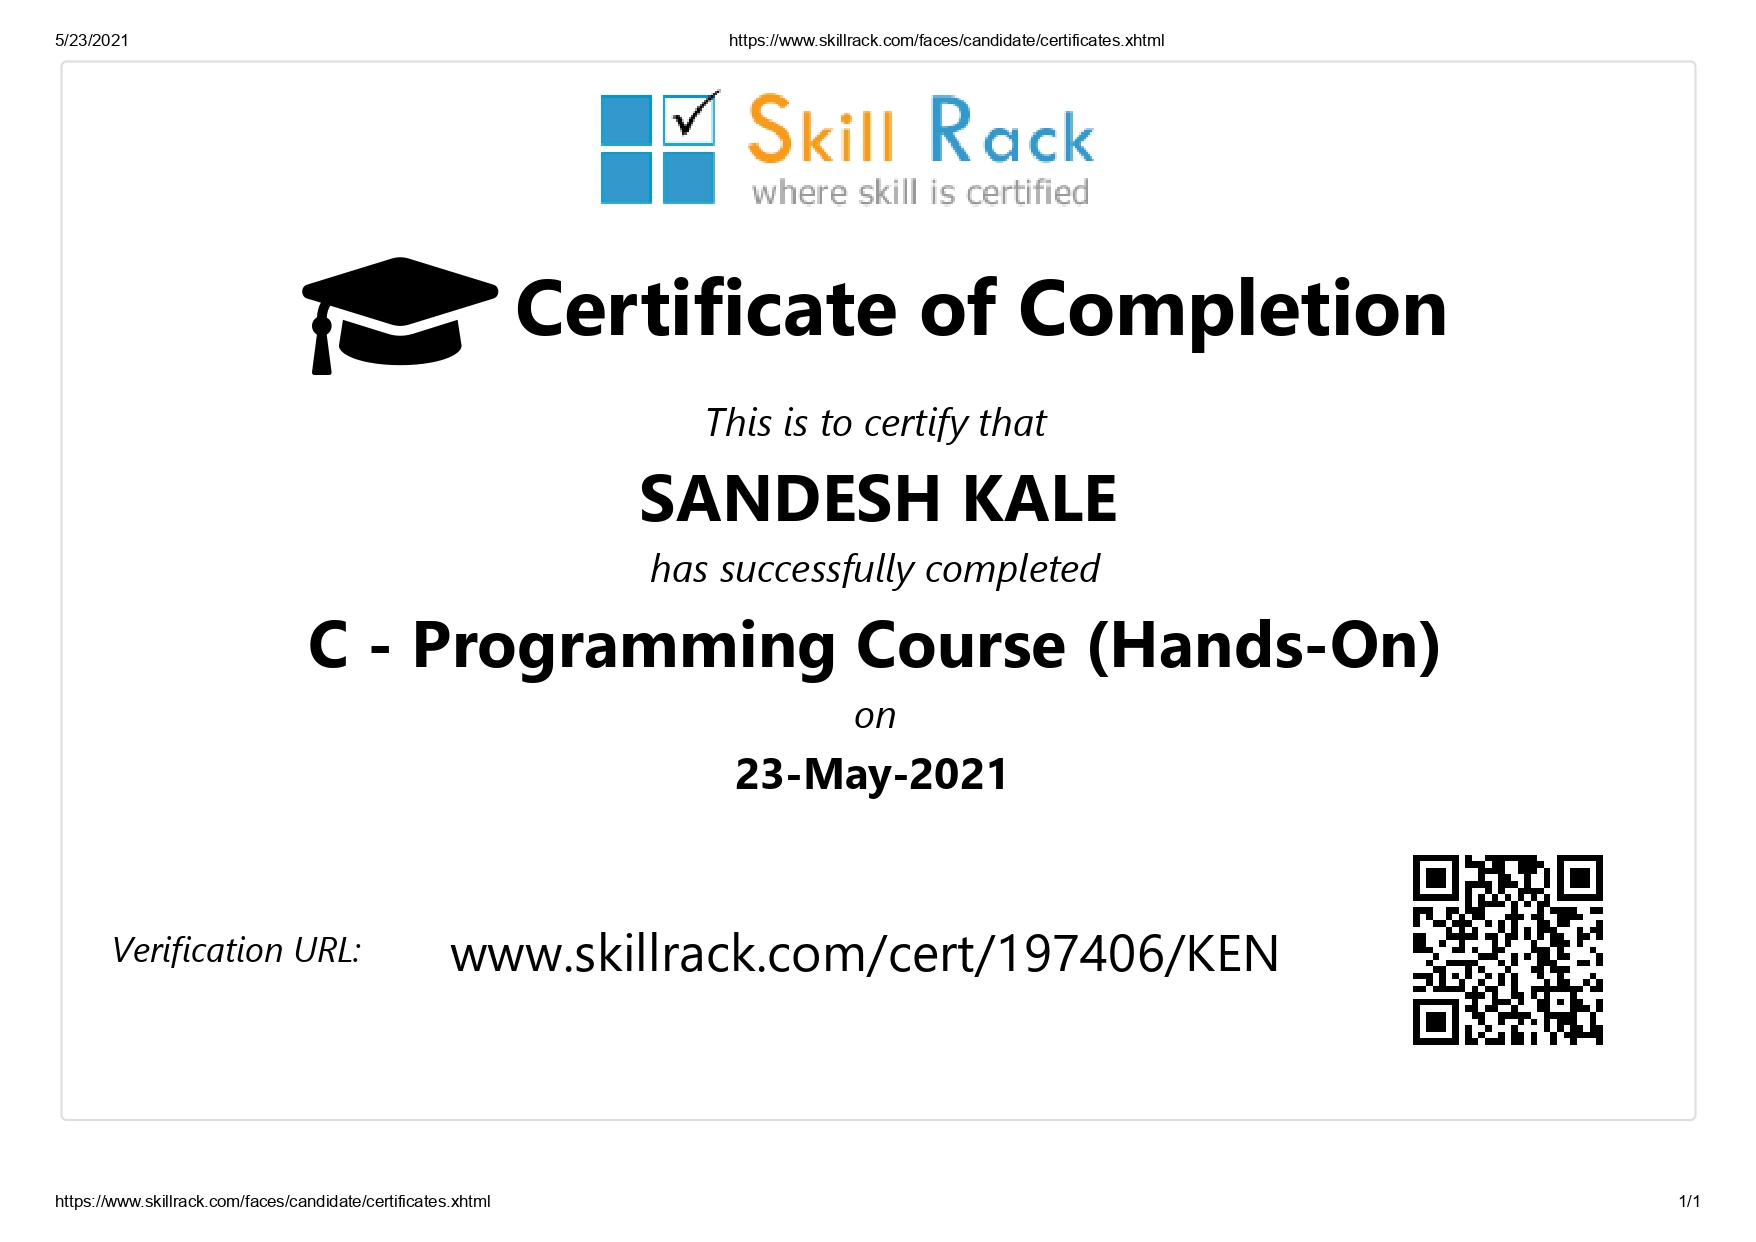 5/23/2021
https://www.skillrack.com/faces/candidate/certificates.xhtml
Skill Rack
where skill is certified
Certificate of Completion
This is to certify that
SANDESH KALE
has successfully completed
C - Programming Course (Hands-On)
on
23-May-2021
Verification URL:
www.skillrack.com/cert/197406/KEN
https://www.skillrack.com/faces/candidate/certificates.xhtml
1/1